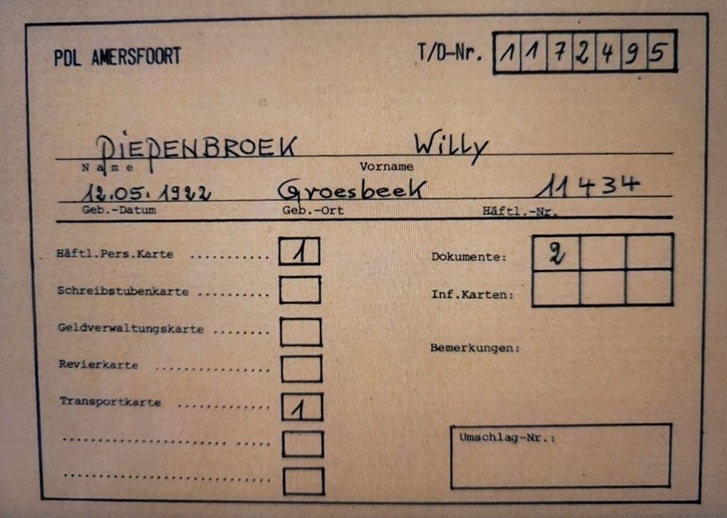 PDL AMERSFOORT T/D-Nr. 1172495
DIEPENBROEK Willy
Name Vorname
12.05.1922 Groesbeek 11434
Geb.-Datum Geb.-Ort Häftl.-Nr.
Häftl.Pers.Karte .......... 1 Dokumente: 2
Schreibstubenkarte ......... Inf.Karten:
Geldverwaltungskarte .......
Bemerkungen:
Revierkarte ...............
Transportkarte ............ 1
Umschlag-Nr.: